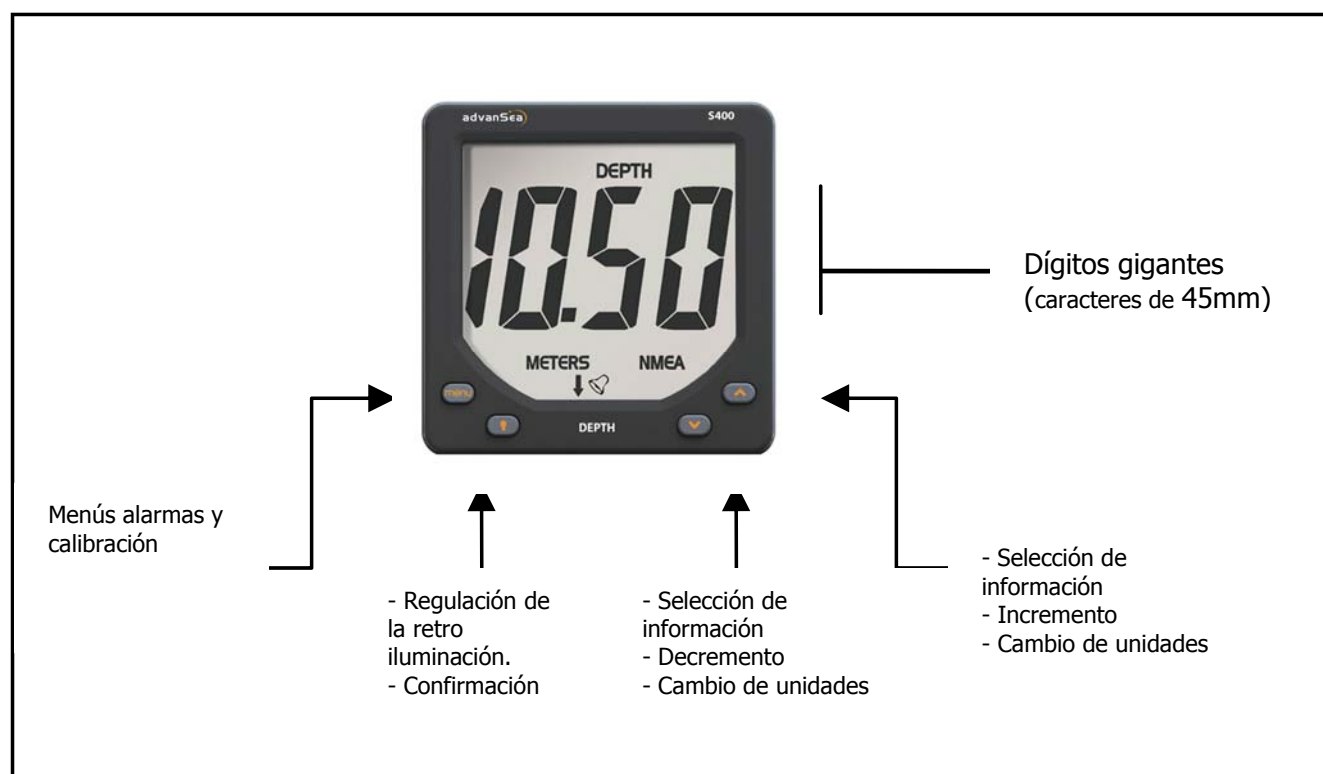 advanSea S400
DEPTH
10.50
METERS NMEA
menu
DEPTH
Dígitos gigantes
(caracteres de 45mm)
Menús alarmas y
calibración
- Regulación de
la retro
iluminación.
- Confirmación
- Selección de
información
- Decremento
- Cambio de unidades
- Selección de
información
- Incremento
- Cambio de unidades